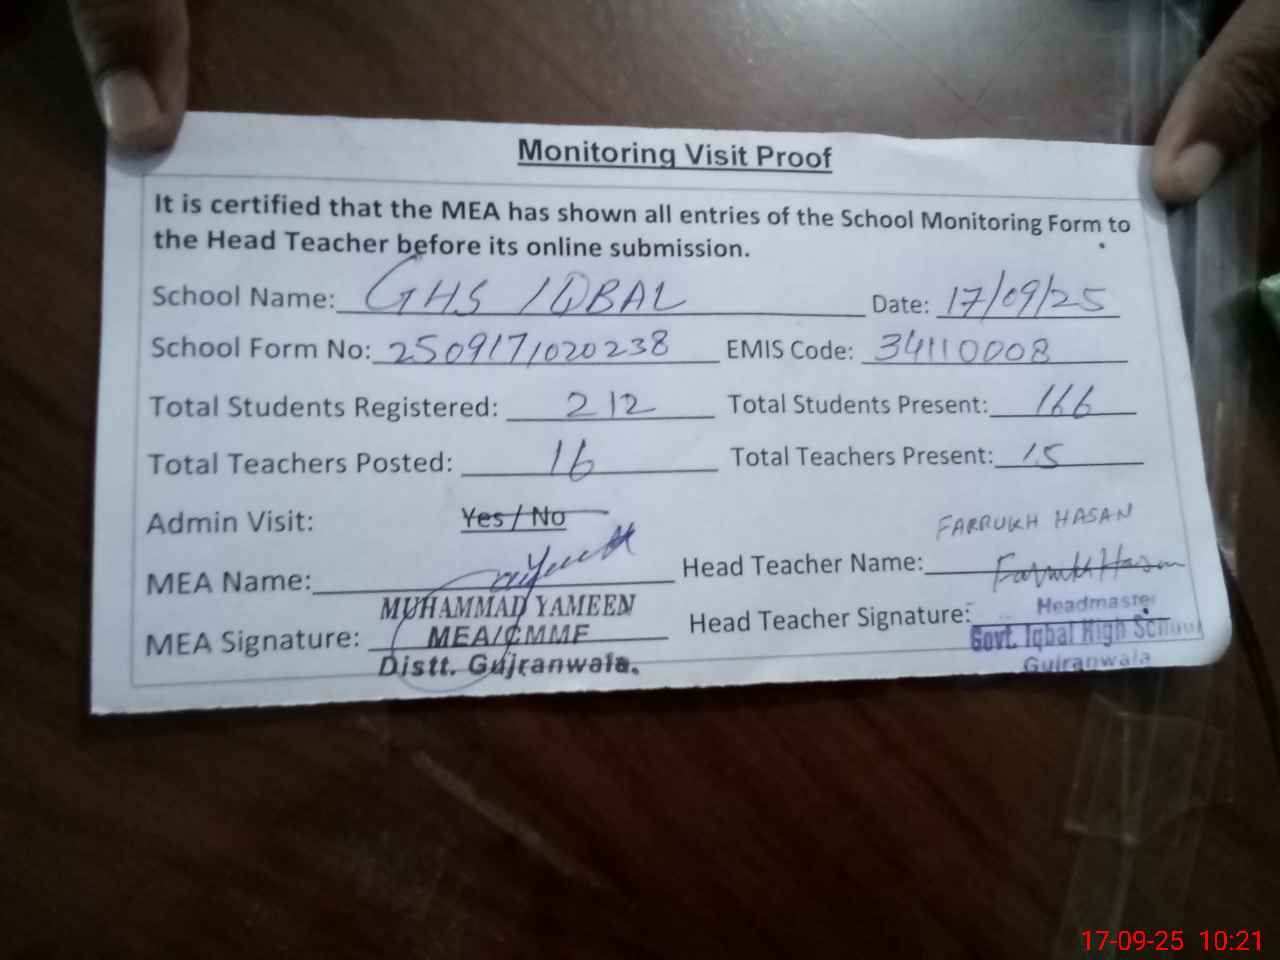 Monitoring Visit Proof
It is certified that the MEA has shown all entries of the School Monitoring Form to
the Head Teacher before its online submission.
School Name: GHS IQBAL Date: 17/09/25
School Form No: 2509171020238 EMIS Code: 34110008
Total Students Registered: 212 Total Students Present: 166
Total Teachers Posted: 16 Total Teachers Present: 15
Admin Visit: Yes / No
FARRUKH HASAN
MEA Name: Head Teacher Name: Farrukh Hasan
MUHAMMAD YAMEEN
MEA Signature: MEA/CMMF
Distt. Gujranwala.
Head Teacher Signature: Headmaster
Govt. Iqbal High School
Gujranwala
17-09-25 10:21